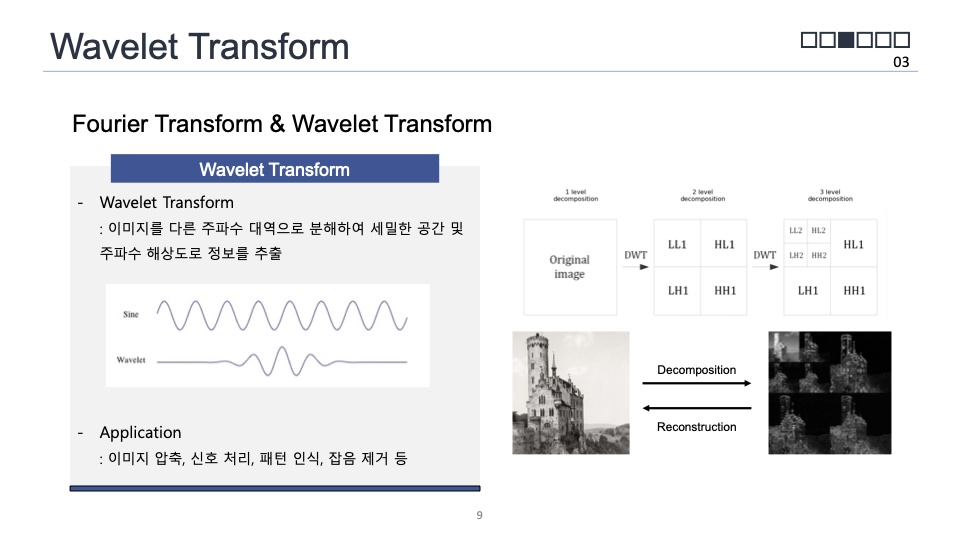 Wavelet Transform
03
Fourier Transform & Wavelet Transform
Wavelet Transform
- Wavelet Transform
: 이미지를 다른 주파수 대역으로 분해하여 세밀한 공간 및
주파수 해상도로 정보를 추출
Sine
Wavelet
- Application
: 이미지 압축, 신호 처리, 패턴 인식, 잡음 제거 등
1 level
decomposition
2 level
decomposition
3 level
decomposition
Original
image
DWT
LL1 HL1
LH1 HH1
DWT
LL2 HL2
LH2 HH2
HL1
LH1 HH1
Decomposition
Reconstruction
9